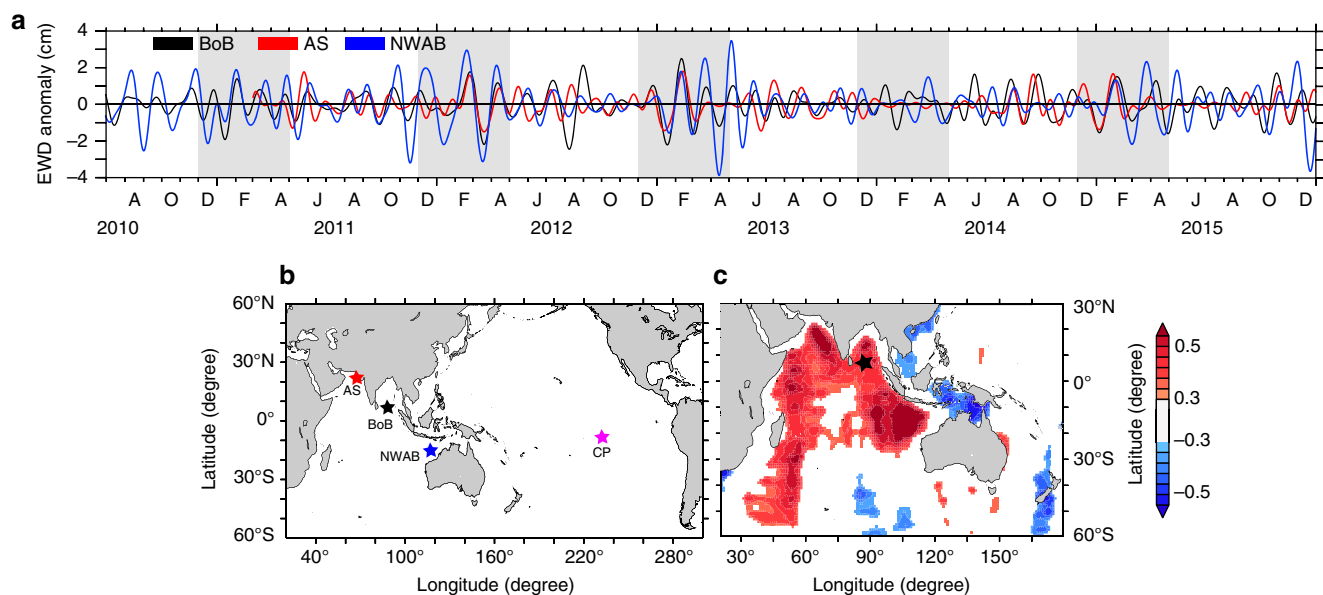 a
EWD anomaly (cm)
4
2
0
−2
−4
BoB AS NWAB
A O D F A J A O D F A J A O D F A J A O D F A J A O D F A J A O D
2010 2011 2012 2013 2014 2015
b
Latitude (degree)
60°N
30°N
0°
30°S
60°S
AS
BoB
NWAB
CP
40° 100° 160° 220° 280°
Longitude (degree)
c
30°N
0°
30°S
60°S
Latitude (degree)
30° 60° 90° 120° 150°
Longitude (degree)
0.5
0.3
−0.3
−0.5